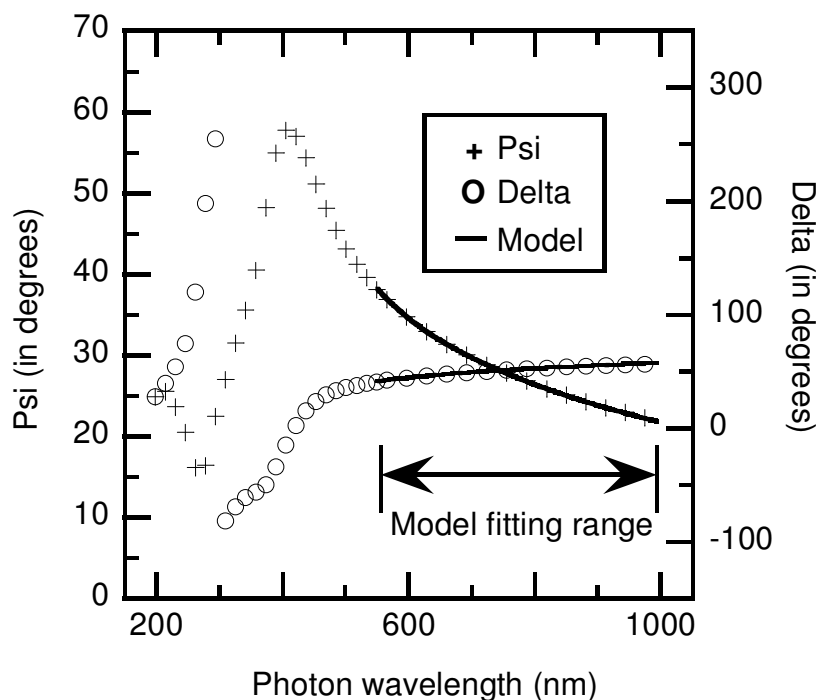 Psi (in degrees)
70
60
50
40
30
20
10
0
+ Psi
O Delta
— Model
Model fitting range
300
200
100
0
-100
Delta (in degrees)
200
600
1000
Photon wavelength (nm)